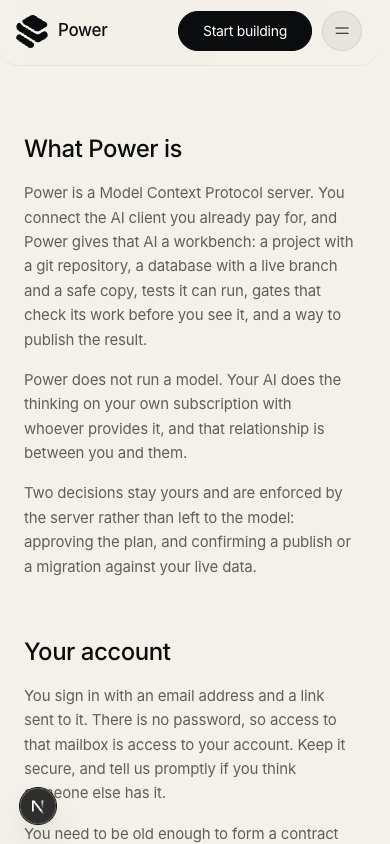 Power
Start building
What Power is
Power is a Model Context Protocol server. You
connect the AI client you already pay for, and
Power gives that AI a workbench: a project with
a git repository, a database with a live branch
and a safe copy, tests it can run, gates that
check its work before you see it, and a way to
publish the result.
Power does not run a model. Your AI does the
thinking on your own subscription with
whoever provides it, and that relationship is
between you and them.
Two decisions stay yours and are enforced by
the server rather than left to the model:
approving the plan, and confirming a publish or
a migration against your live data.
Your account
You sign in with an email address and a link
sent to it. There is no password, so access to
that mailbox is access to your account. Keep it
secure, and tell us promptly if you think
else has it.
N
You need to be old enough to form a contract